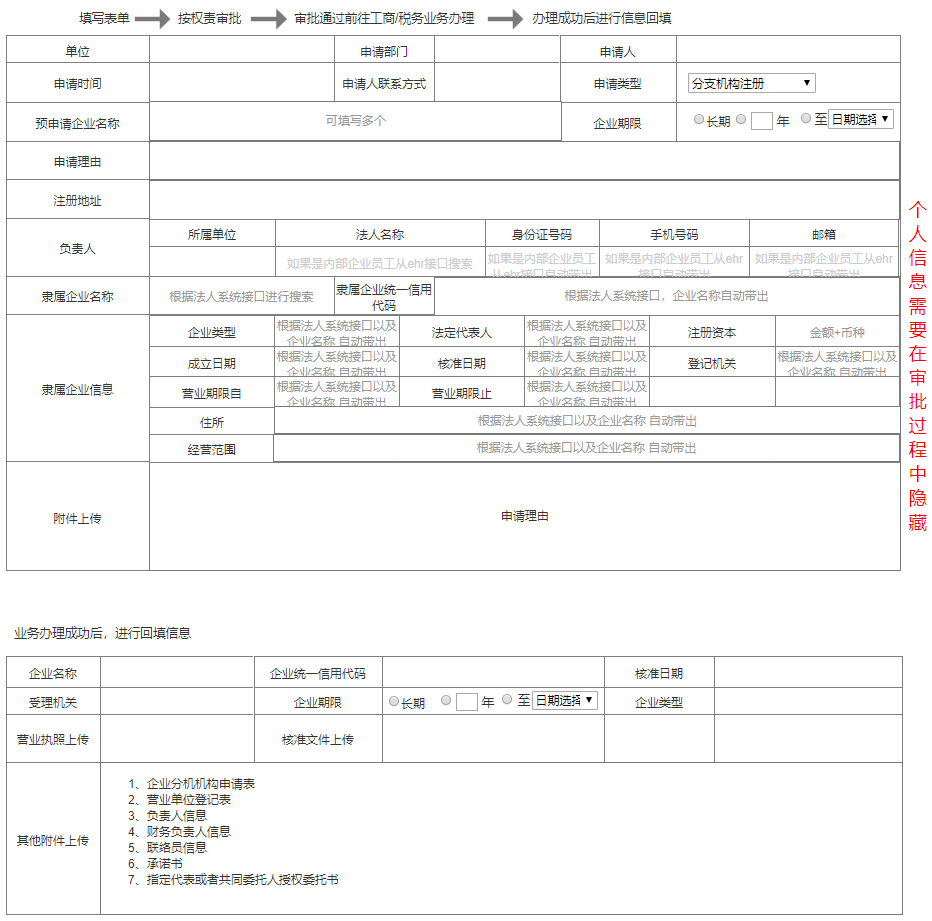 填写表单 按权责审批 审批通过前往工商/税务业务办理 办理成功后进行信息回填
单位 申请部门 申请人
申请时间 申请人联系方式 申请类型 分支机构注册
预申请企业名称 可填写多个 企业期限 长期 年 至 日期选择
申请理由
注册地址
负责人 所属单位 法人名称 身份证号码 手机号码 邮箱
如果是内部企业员工从ehr接口搜索
如果是内部企业员工
从ehr接口自动带出
如果是内部企业员工从ehr
接口自动带出
如果是内部企业员工从ehr
接口自动带出
隶属企业名称 根据法人系统接口进行搜索
隶属企业统一信用
代码
根据法人系统接口，企业名称自动带出
隶属企业信息
企业类型
根据法人系统接口以及
企业名称 自动带出
法定代表人
根据法人系统接口以及
企业名称 自动带出
注册资本 金额+币种
成立日期
根据法人系统接口以及
企业名称 自动带出
核准日期
根据法人系统接口以及
企业名称 自动带出
登记机关
根据法人系统接口以及
企业名称 自动带出
营业期限自
根据法人系统接口以及
企业名称 自动带出
营业期限止
根据法人系统接口以及
企业名称 自动带出
住所 根据法人系统接口以及企业名称 自动带出
经营范围 根据法人系统接口以及企业名称 自动带出
附件上传 申请理由
个人信息需要在审批过程中隐藏
业务办理成功后，进行回填信息
企业名称 企业统一信用代码 核准日期
受理机关 企业期限 长期 年 至 日期选择 企业类型
营业执照上传 核准文件上传
其他附件上传
1、企业分机机构申请表
2、营业单位登记表
3、负责人信息
4、财务负责人信息
5、联络员信息
6、承诺书
7、指定代表或者共同委托人授权委托书